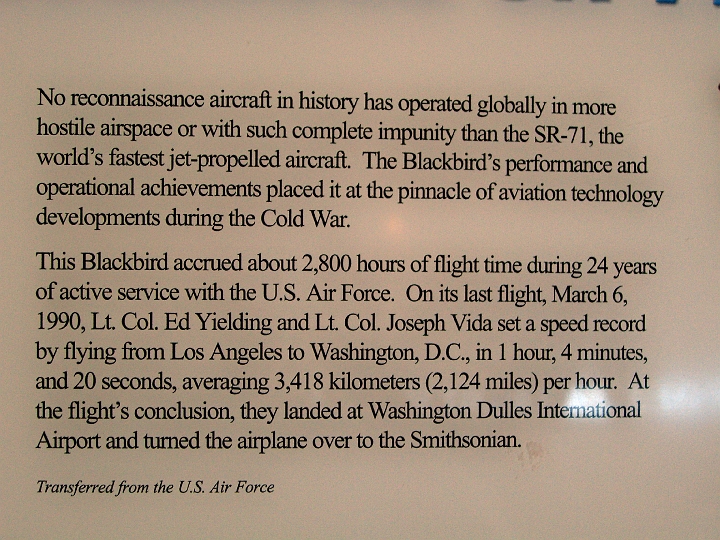 No reconnaissance aircraft in history has operated globally in more
hostile airspace or with such complete impunity than the SR-71, the
world's fastest jet-propelled aircraft.  The Blackbird's performance and
operational achievements placed it at the pinnacle of aviation technology
developments during the Cold War.
This Blackbird accrued about 2,800 hours of flight time during 24 years
of active service with the U.S. Air Force.  On its last flight, March 6,
1990, Lt. Col. Ed Yielding and Lt. Col. Joseph Vida set a speed record
by flying from Los Angeles to Washington, D.C., in 1 hour, 4 minutes,
and 20 seconds, averaging 3,418 kilometers (2,124 miles) per hour.  At
the flight's conclusion, they landed at Washington Dulles International
Airport and turned the airplane over to the Smithsonian.
Transferred from the U.S. Air Force